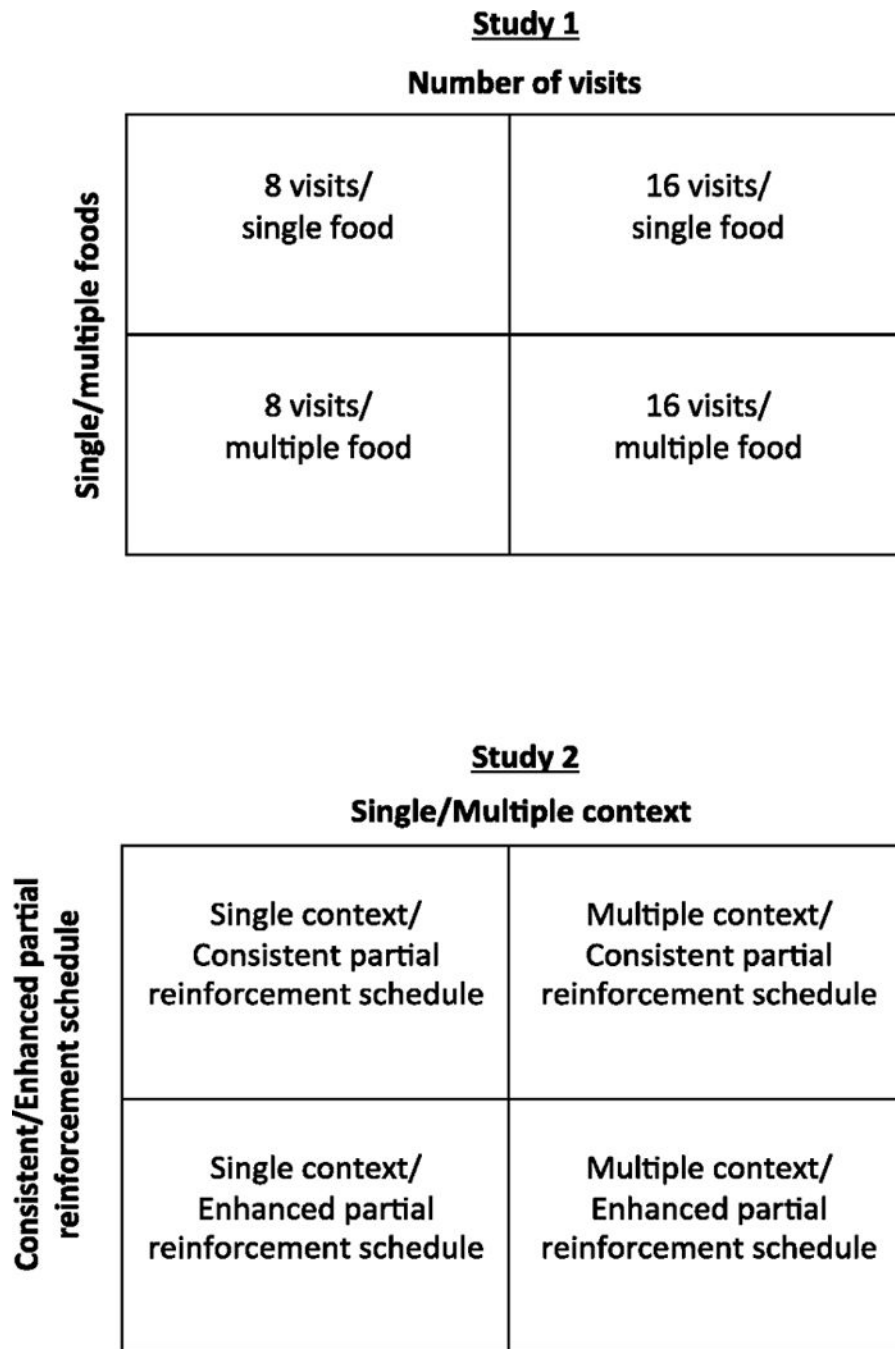 Study 1
Number of visits
Single/multiple foods
8 visits/
single food
16 visits/
single food
8 visits/
multiple food
16 visits/
multiple food
Study 2
Single/Multiple context
Consistent/Enhanced partial
reinforcement schedule
Single context/
Consistent partial
reinforcement schedule
Multiple context/
Consistent partial
reinforcement schedule
Single context/
Enhanced partial
reinforcement schedule
Multiple context/
Enhanced partial
reinforcement schedule